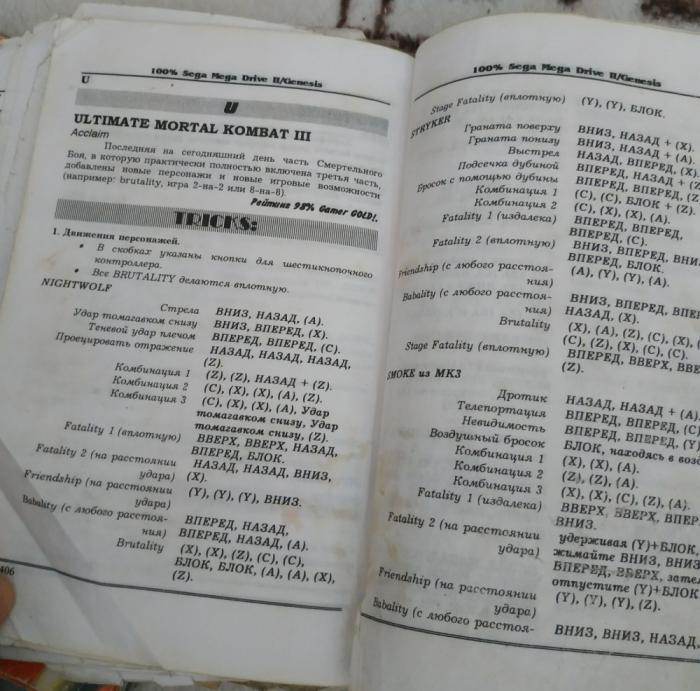 100% Sega Mega Drive II/Genesis
U
U
ULTIMATE MORTAL KOMBAT III
Acclaim
Последняя на сегодняшний день часть Смертельного
Боя, в которую практически полностью включена третья часть,
добавлены новые персонажи и новые игровые возможности
(например: brutality, игра 2-на-2 или 8-на-8).
Рейтинг 98% Gamer GOLD!.
TRICKS:
1. Движения персонажей.
• В скобках указаны кнопки для шестикнопочного
контроллера.
• Все BRUTALITY делаются вплотную.
NIGHTWOLF
Стрела ВНИЗ, НАЗАД, (A).
Удар томагавком снизу ВНИЗ, ВПЕРЕД, (X).
Теневой удар плечом ВПЕРЕД, ВПЕРЕД, (C).
Проецировать отражение НАЗАД, НАЗАД, НАЗАД,
(Z).
Комбинация 1 (Z), (Z), НАЗАД + (Z).
Комбинация 2 (C), (X), (X), (A), (Z).
Комбинация 3 (C), (X), (X), (A), Удар
томагавком снизу, Удар
томагавком снизу, (Z).
Fatality 1 (вплотную) ВВЕРХ, ВВЕРХ, НАЗАД,
ВПЕРЕД, БЛОК.
Fatality 2 (на расстоянии НАЗАД, НАЗАД, ВНИЗ,
удара) (X).
Friendship (на расстоянии (Y), (Y), (Y), ВНИЗ.
удара)
Babality (с любого расстоя- ВПЕРЕД, НАЗАД,
ния) ВПЕРЕД, НАЗАД, (A).
Brutality (X), (X), (Z), (C), (C),
БЛОК, БЛОК, (A), (A), (X),
(Z).
406
100% Sega Mega Drive II/Genesis
Stage Fatality (вплотную) (Y), (Y), БЛОК.
STRYKER
Граната поверху ВНИЗ, НАЗАД + (X).
Граната понизу ВНИЗ, НАЗАД + (A).
Выстрел НАЗАД, ВПЕРЕД, (X).
Подсечка дубиной ВПЕРЕД, НАЗАД + (Z
Бросок с помощью дубины ВПЕРЕД, ВПЕРЕД, (Z
Комбинация 1 (C), (C), БЛОК + (Z).
Комбинация 2 (C), (X), (X), (A).
Fatality 1 (издалека) ВПЕРЕД, ВПЕРЕД,
ВПЕРЕД, (C).
Fatality 2 (вплотную) ВНИЗ, ВПЕРЕД, ВНИЗ,
ВПЕРЕД, БЛОК.
Friendship (с любого расстоя- (A), (Y), (Y), (A).
ния)
Babality (с любого расстоя- ВНИЗ, ВПЕРЕД, ВПЕ
ния) НАЗАД, (X).
Brutality (X), (A), (Z), (C), (X
(C), (Z), (X), (C), (C).
Stage Fatality (вплотную) ВПЕРЕД, ВВЕРХ, ВВЕ
(Z).
SMOKE из MK3
Дротик НАЗАД, НАЗАД + (A).
Телепортация ВПЕРЕД, ВПЕРЕД, (C
Невидимость ВПЕРЕД, ВПЕРЕД, (Y)
Воздушный бросок БЛОК, находясь в возд
Комбинация 1 (X), (X), (A).
Комбинация 2 (Z), (Z), (A).
Комбинация 3 (X), (X), (C), (Z), (A).
Fatality 1 (издалека) ВВЕРХ, ВВЕРХ, ВПЕРЕ
ВНИЗ.
Fatality 2 (на расстоянии удерживая (Y)+БЛОК,
удара) жимайте ВНИЗ, ВНИЗ
ВПЕРЕД, ВВЕРХ, зате
отпустите (Y)+БЛОК
Friendship (на расстоянии (Y), (Y), (Y), (Z).
удара)
Babality (с любого расстоя- ВНИЗ, ВНИЗ, НАЗАД,